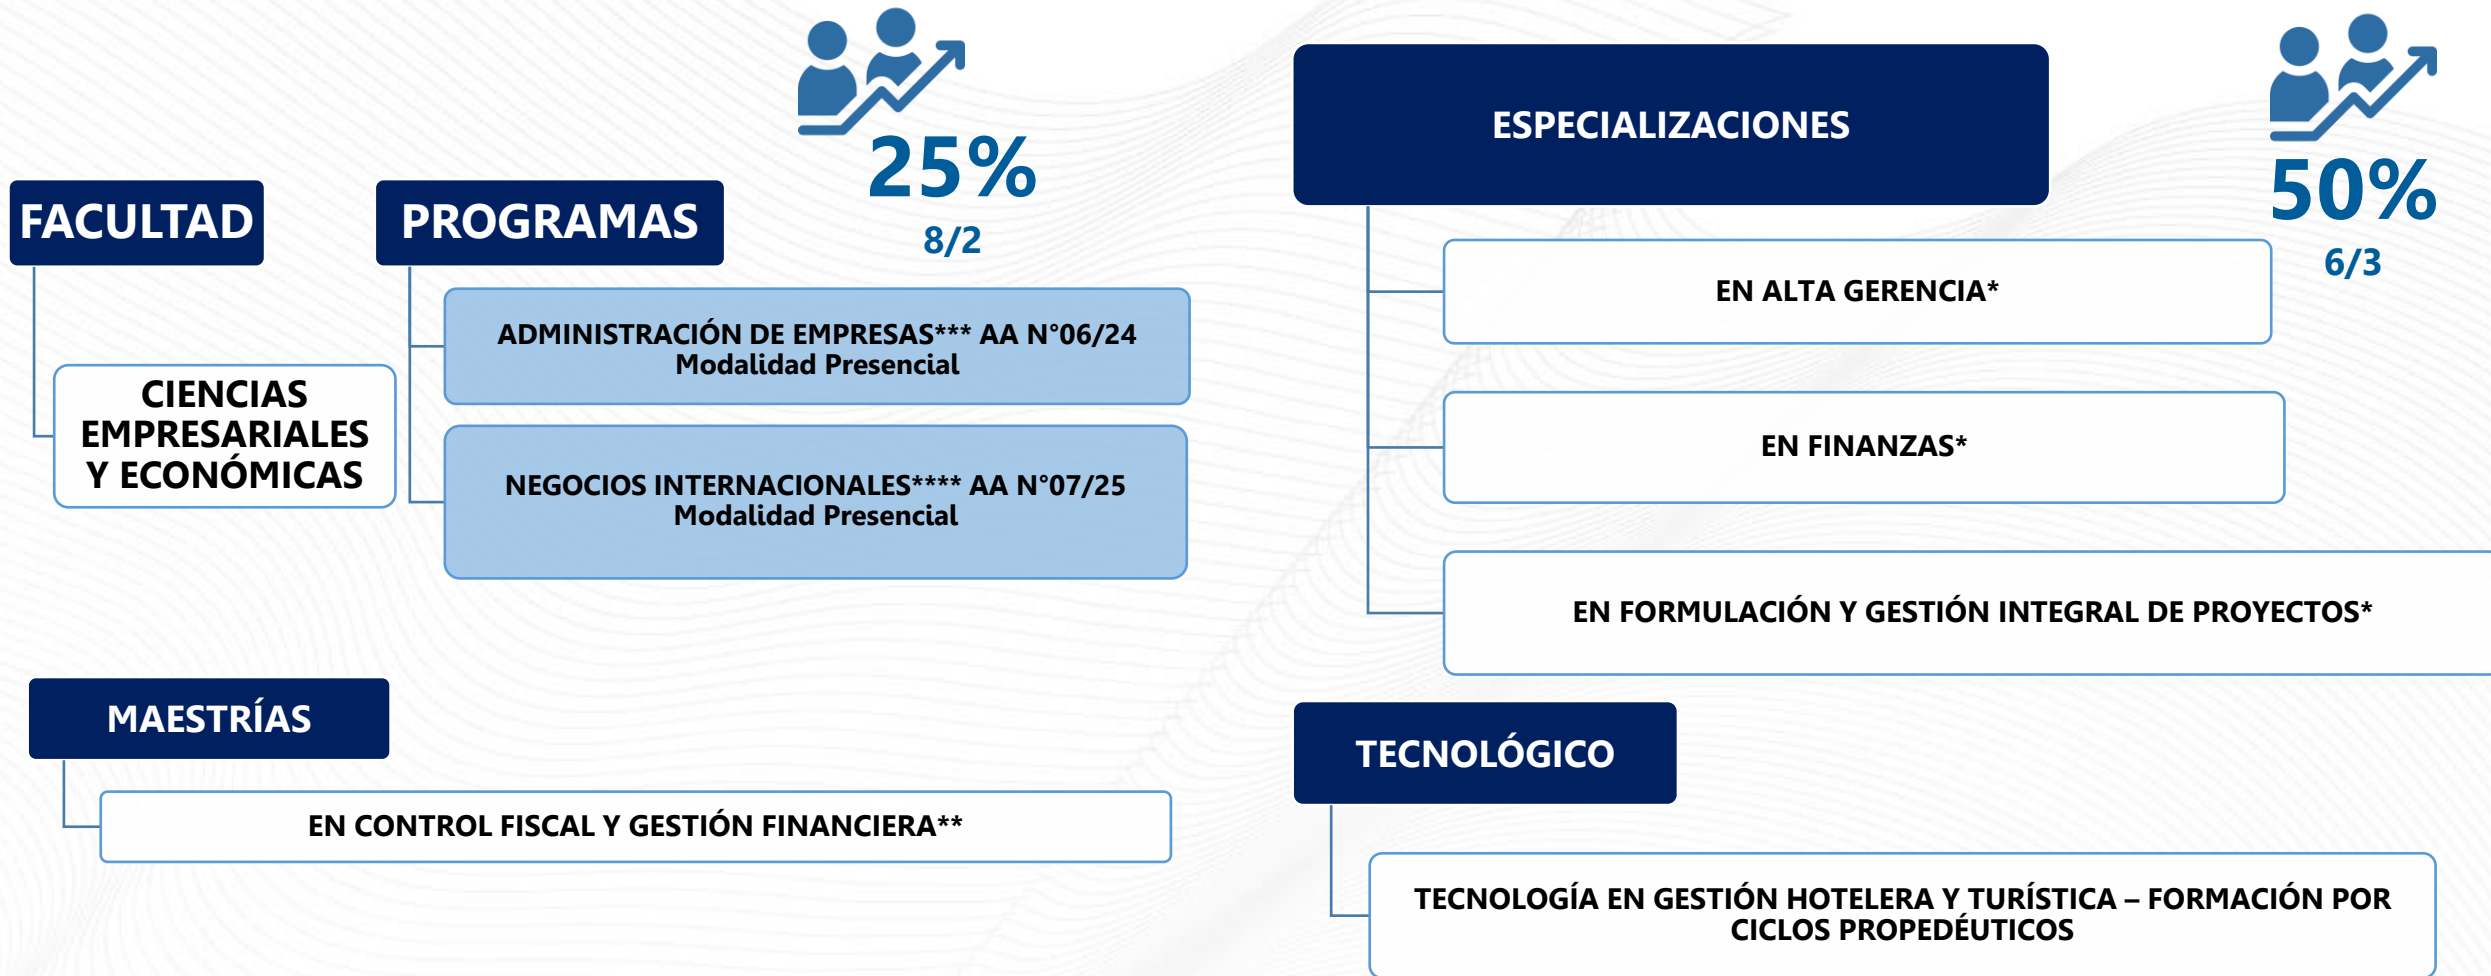 FACULTAD
CIENCIAS
EMPRESARIALES
Y ECONÓMICAS
PROGRAMAS
25%
8/2
ADMINISTRACIÓN DE EMPRESAS*** AA N°06/24
Modalidad Presencial
NEGOCIOS INTERNACIONALES**** AA N°07/25
Modalidad Presencial
MAESTRÍAS
EN CONTROL FISCAL Y GESTIÓN FINANCIERA**
ESPECIALIZACIONES
50%
6/3
EN ALTA GERENCIA*
EN FINANZAS*
EN FORMULACIÓN Y GESTIÓN INTEGRAL DE PROYECTOS*
TECNOLÓGICO
TECNOLOGÍA EN GESTIÓN HOTELERA Y TURÍSTICA – FORMACIÓN POR
CICLOS PROPEDÉUTICOS